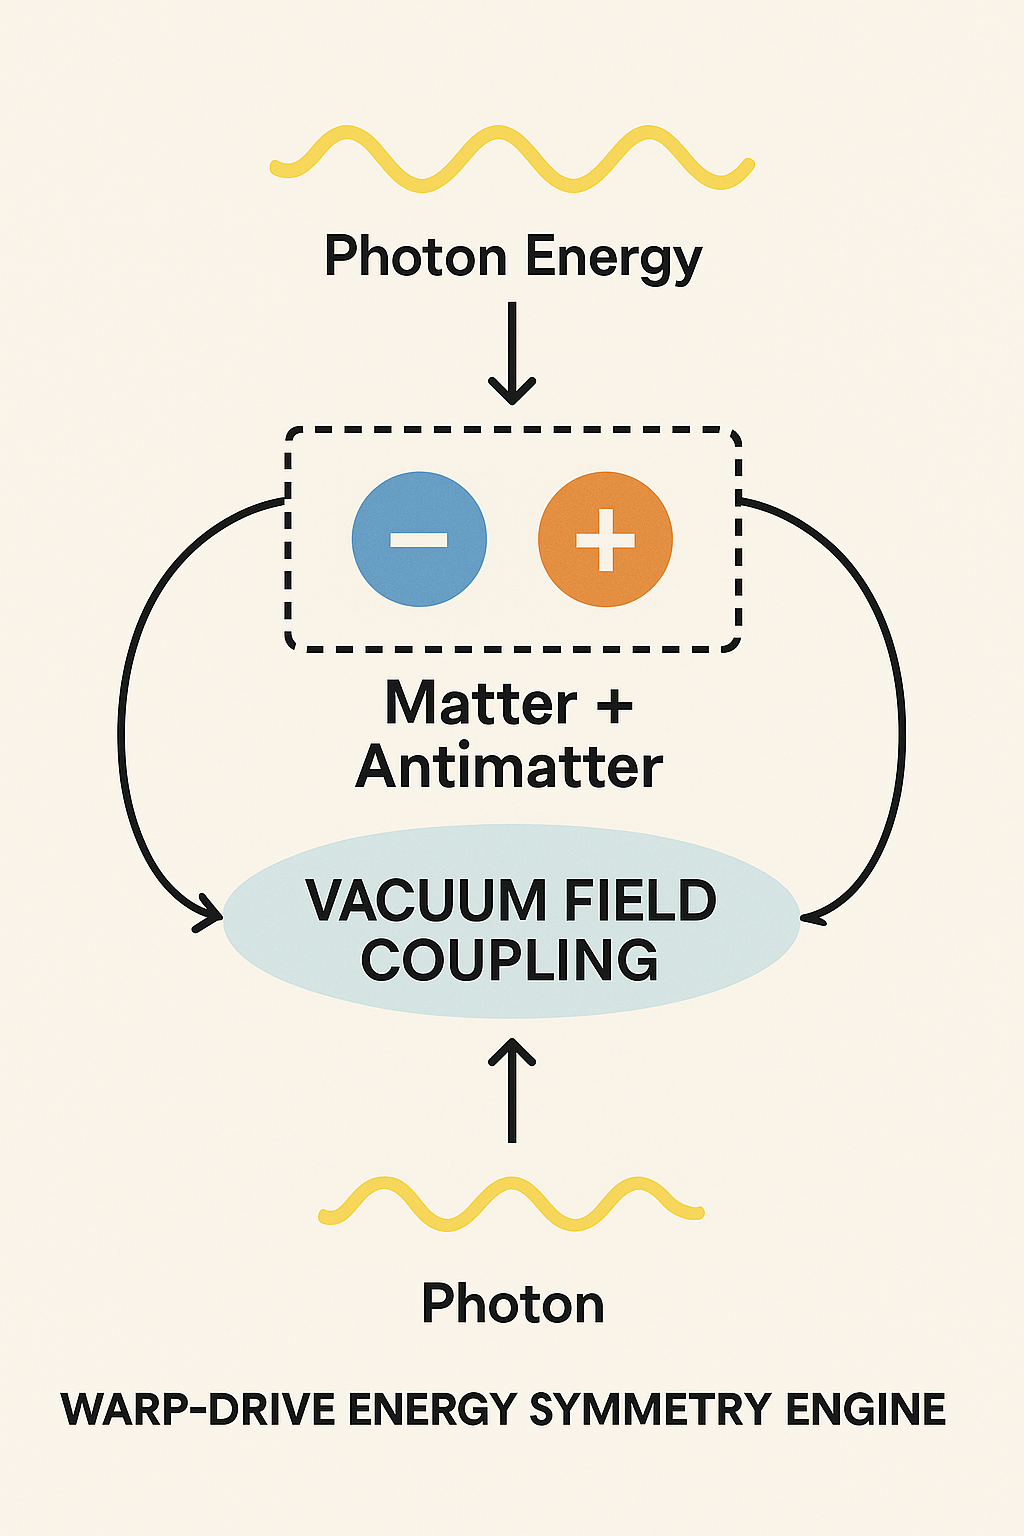 Photon Energy
Matter +
Antimatter
VACUUM FIELD
COUPLING
Photon
WARP-DRIVE ENERGY SYMMETRY ENGINE